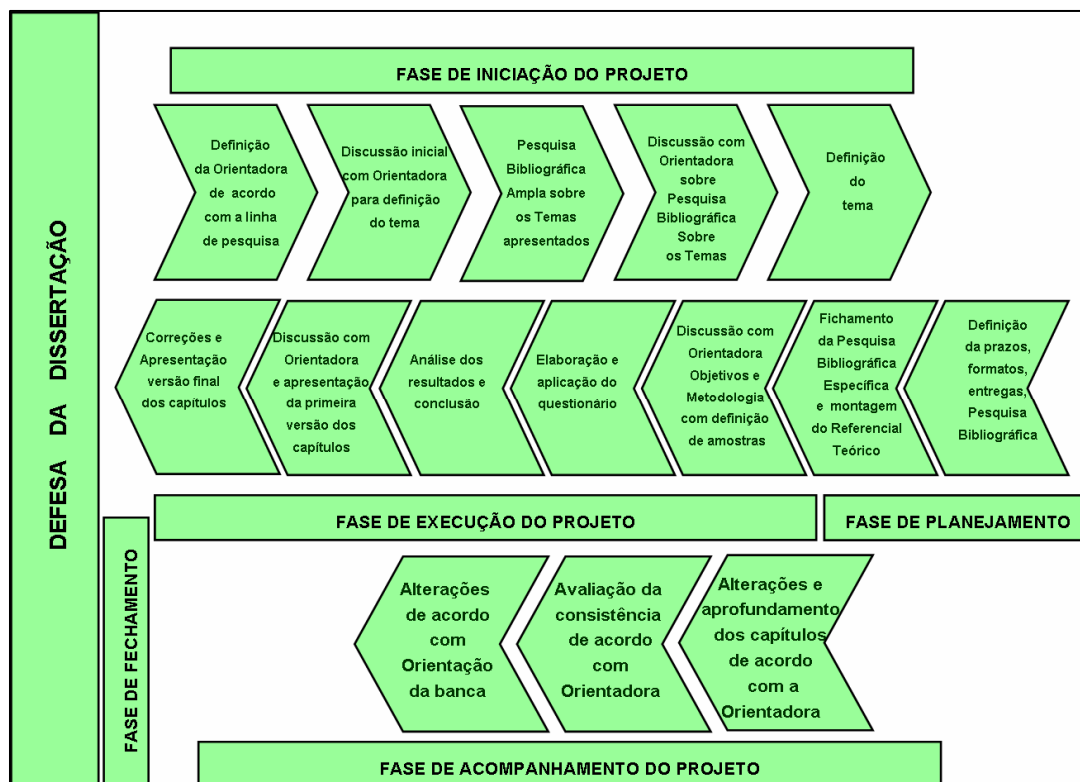 DEFESA DA DISSERTAÇÃO
FASE DE INICIAÇÃO DO PROJETO
Definição
da Orientadora
de acordo
com a linha
de pesquisa
Discussão inicial
com Orientadora
para definição
do tema
Pesquisa
Bibliográfica
Ampla sobre
os Temas
apresentados
Discussão com
Orientadora
sobre
Pesquisa
Bibliográfica
Sobre
os Temas
Definição
do
tema
Correções e
Apresentação
versão final
dos capítulos
Discussão com
Orientadora
e apresentação
da primeira
versão dos
capítulos
Análise dos
resultados e
conclusão
Elaboração e
aplicação do
questionário
Discussão com
Orientadora
Objetivos e
Metodologia
com definição
de amostras
Fichamento
da Pesquisa
Bibliográfica
Específica
e montagem
do Referencial
Teórico
Definição
da prazos,
formatos,
entregas,
Pesquisa
Bibliográfica
FASE DE EXECUÇÃO DO PROJETO
FASE DE PLANEJAMENTO
FASE DE FECHAMENTO
Alterações
de acordo
com
Orientação
da banca
Avaliação da
consistência
de acordo
com
Orientadora
Alterações e
aprofundamento
dos capítulos
de acordo
com a
Orientadora
FASE DE ACOMPANHAMENTO DO PROJETO